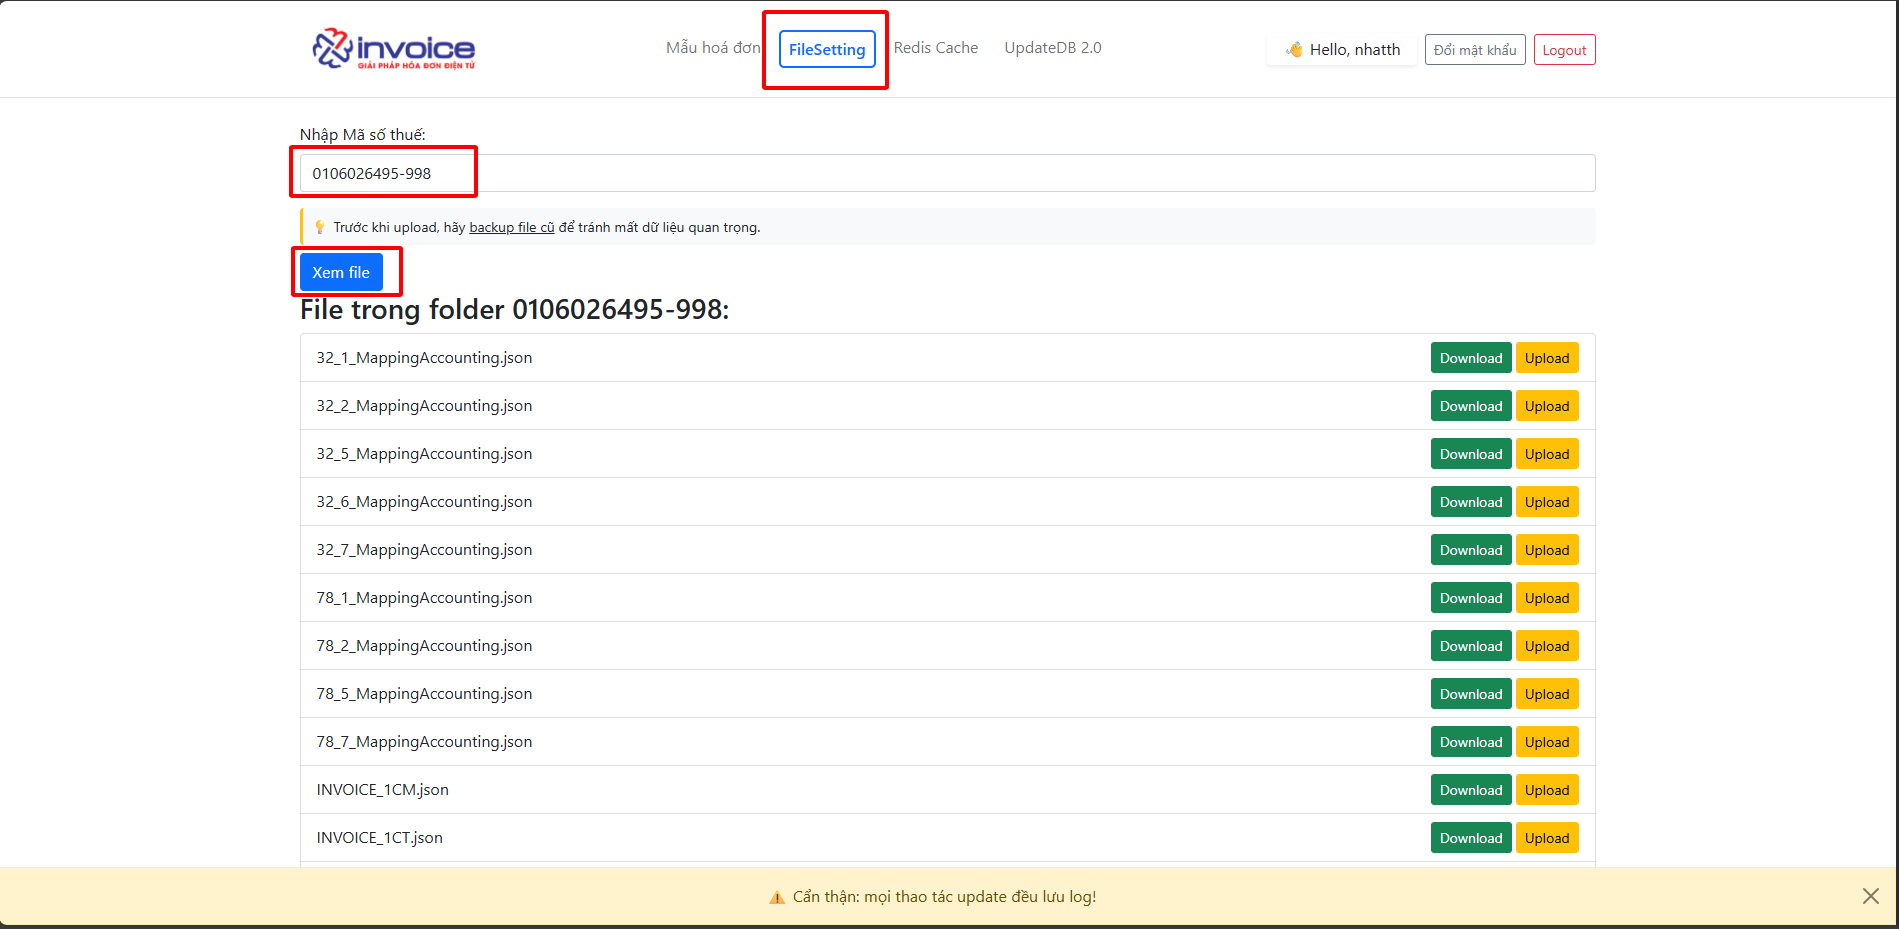 invoice
GIẢI PHÁP HÓA ĐƠN ĐIỆN TỬ
Mẫu hoá đơn FileSetting Redis Cache UpdateDB 2.0
👋 Hello, nhatth Đổi mật khẩu Logout
Nhập Mã số thuế:
0106026495-998
💡 Trước khi upload, hãy backup file cũ để tránh mất dữ liệu quan trọng.
Xem file
File trong folder 0106026495-998:
32_1_MappingAccounting.json Download Upload
32_2_MappingAccounting.json Download Upload
32_5_MappingAccounting.json Download Upload
32_6_MappingAccounting.json Download Upload
32_7_MappingAccounting.json Download Upload
78_1_MappingAccounting.json Download Upload
78_2_MappingAccounting.json Download Upload
78_5_MappingAccounting.json Download Upload
78_7_MappingAccounting.json Download Upload
INVOICE_1CM.json Download Upload
INVOICE_1CT.json Download Upload
⚠️ Cẩn thận: mọi thao tác update đều lưu log!